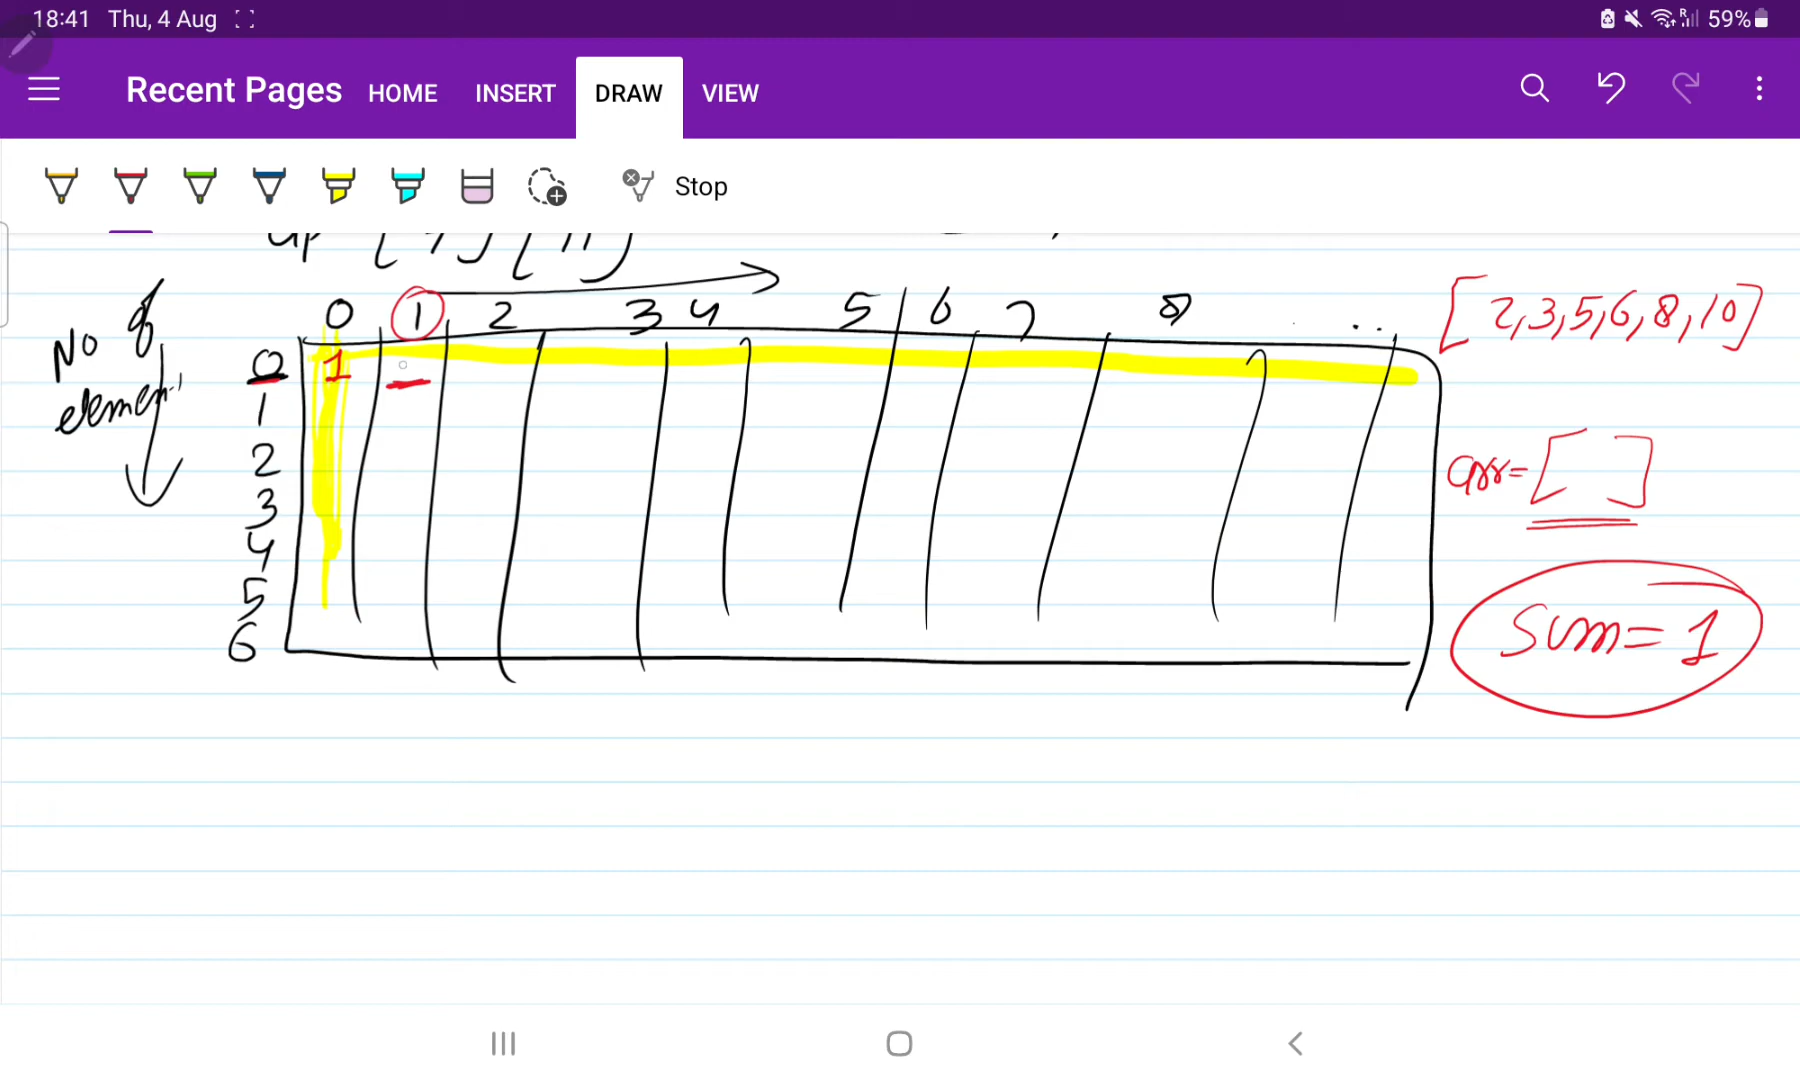 18:41 Thu, 4 Aug 59%
Recent Pages HOME INSERT DRAW VIEW
Stop
0 1 2 3 4 5 6 7 8 ..
[2,3,5,6,8,10]
No of
element
0 1
1
2
3
4
5
6
arr=[ ]
Sum=1